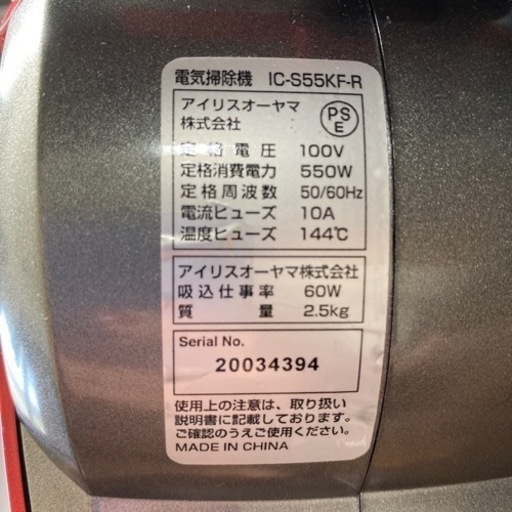 電気掃除機 IC-S55KF-R
アイリスオーヤマ
株式会社
PS
E
定格電圧 100V
定格消費電力 550W
定格周波数 50/60Hz
電流ヒューズ 10A
温度ヒューズ 144℃
アイリスオーヤマ株式会社
吸込仕事率 60W
質量 2.5kg
Serial No.
20034394
使用上の注意は、取り扱い
説明書に記載しております。
ご確認のうえご使用ください。
MADE IN CHINA